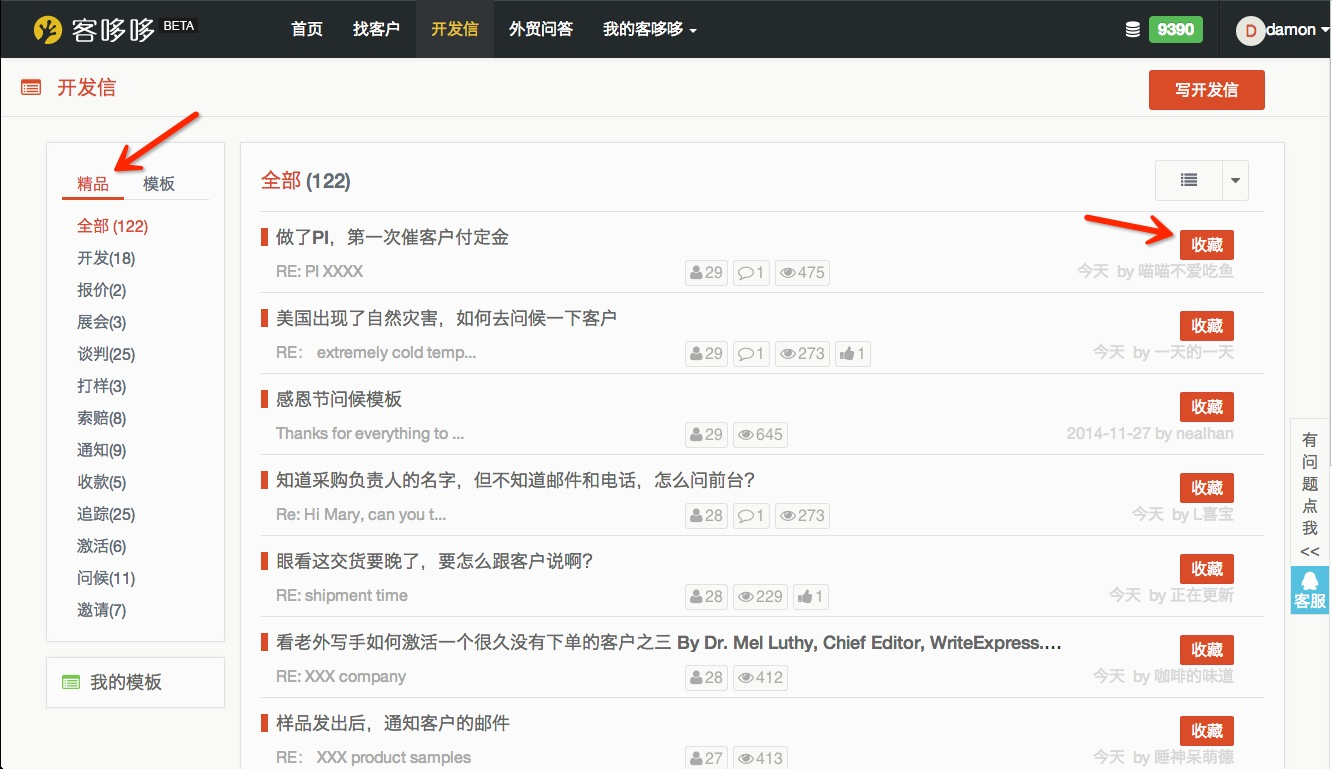 客哆哆 BETA 首页 找客户 开发信 外贸问答 我的客哆哆 9390 D damon
开发信 写开发信
精品 模板
全部 (122)
开发(18)
报价(2)
展会(3)
谈判(25)
打样(3)
索赔(8)
通知(9)
收款(5)
追踪(25)
激活(6)
问候(11)
邀请(7)
我的模板
全部 (122)
做了PI，第一次催客户付定金 收藏
RE: PI XXXX 29 1 475 今天 by 喵喵不爱吃鱼
美国出现了自然灾害，如何去问候一下客户 收藏
RE： extremely cold temp... 29 1 273 1 今天 by 一天的一天
感恩节问候模板 收藏
Thanks for everything to ... 29 645 2014-11-27 by nealhan
知道采购负责人的名字，但不知道邮件和电话，怎么问前台？ 收藏
Re: Hi Mary, can you t... 28 1 273 今天 by L喜宝
眼看这交货要晚了，要怎么跟客户说啊？ 收藏
RE: shipment time 28 229 1 今天 by 正在更新
看老外写手如何激活一个很久没有下单的客户之三 By Dr. Mel Luthy, Chief Editor, WriteExpress.... 收藏
RE: XXX company 28 412 今天 by 咖啡的味道
样品发出后，通知客户的邮件 收藏
RE： XXX product samples 27 413 今天 by 睡神呆萌德
有
问
题
点
我
<<
客服